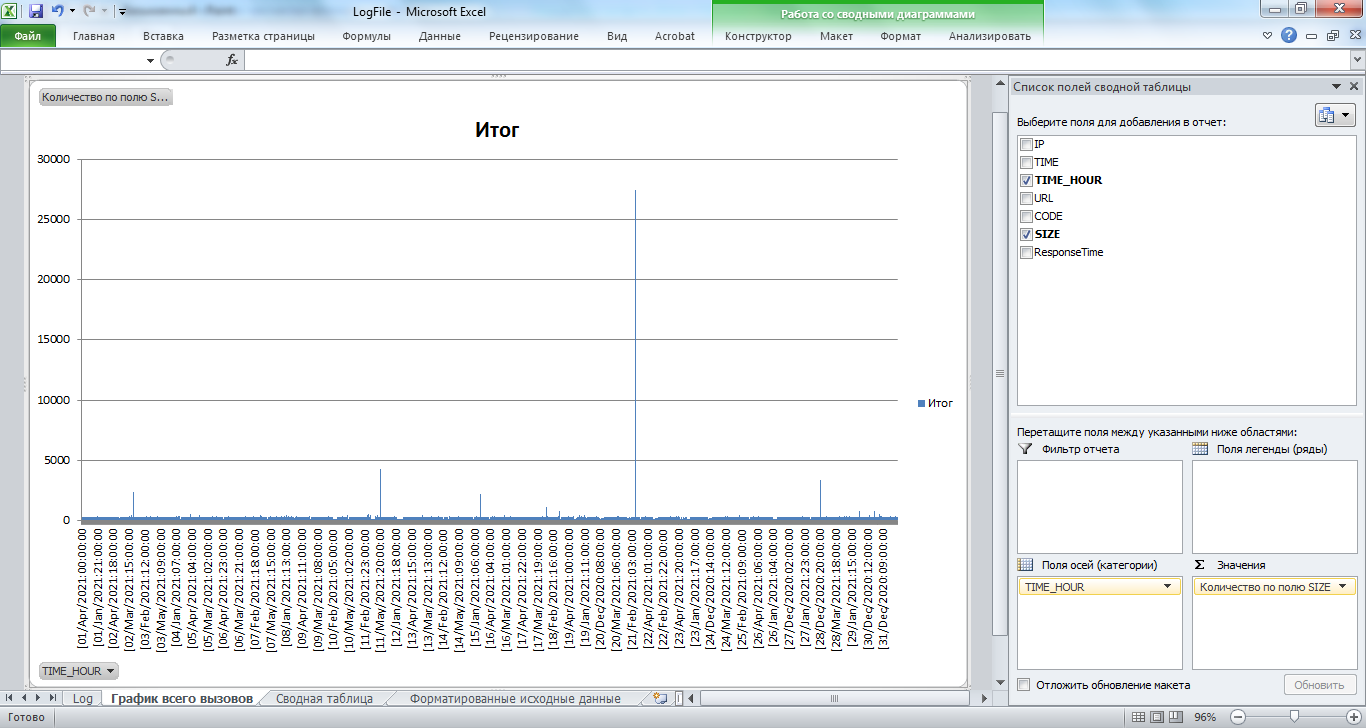 LogFile - Microsoft Excel
Работа со сводными диаграммами
Файл Главная Вставка Разметка страницы Формулы Данные Рецензирование Вид Acrobat Конструктор Макет Формат Анализировать
fx
Количество по полю S...
Итог
30000
25000
20000
15000
10000
5000
0
Итог
[01/Apr/2021:00:00:00
[01/Jan/2021:21:00:00
[02/Apr/2021:18:00:00
[02/Mar/2021:15:00:00
[03/Feb/2021:12:00:00
[03/May/2021:09:00:00
[04/Jan/2021:07:00:00
[05/Apr/2021:04:00:00
[05/Mar/2021:02:00:00
[06/Apr/2021:23:00:00
[06/Mar/2021:21:00:00
[07/Feb/2021:18:00:00
[07/May/2021:15:00:00
[08/Jan/2021:13:00:00
[09/Apr/2021:11:00:00
[09/Mar/2021:08:00:00
[10/Feb/2021:05:00:00
[10/May/2021:02:00:00
[11/Feb/2021:23:00:00
[11/May/2021:20:00:00
[12/Jan/2021:18:00:00
[13/Apr/2021:15:00:00
[13/Mar/2021:13:00:00
[14/Feb/2021:12:00:00
[14/May/2021:09:00:00
[15/Jan/2021:06:00:00
[16/Apr/2021:04:00:00
[16/Mar/2021:01:00:00
[17/Apr/2021:22:00:00
[17/Mar/2021:19:00:00
[18/Feb/2021:16:00:00
[19/Apr/2021:00:00:00
[19/Jan/2021:11:00:00
[20/Dec/2020:08:00:00
[20/Mar/2021:06:00:00
[21/Feb/2021:03:00:00
[22/Apr/2021:01:00:00
[22/Feb/2021:22:00:00
[23/Apr/2021:20:00:00
[23/Jan/2021:17:00:00
[24/Dec/2020:14:00:00
[24/Mar/2021:12:00:00
[25/Feb/2021:09:00:00
[26/Apr/2021:06:00:00
[26/Jan/2021:04:00:00
[27/Dec/2020:02:00:00
[27/Jan/2021:23:00:00
[28/Dec/2020:20:00:00
[28/Mar/2021:18:00:00
[29/Jan/2021:15:00:00
[30/Dec/2020:12:00:00
[31/Dec/2020:09:00:00
TIME_HOUR
Список полей сводной таблицы
Выберите поля для добавления в отчет:
IP
TIME
TIME_HOUR
URL
CODE
SIZE
ResponseTime
Перетащите поля между указанными ниже областями:
Фильтр отчета
Поля легенды (ряды)
Поля осей (категории)
Σ Значения
TIME_HOUR
Количество по полю SIZE
Отложить обновление макета
Обновить
Log График всего вызовов Сводная таблица Форматированные исходные данные
Готово
96%